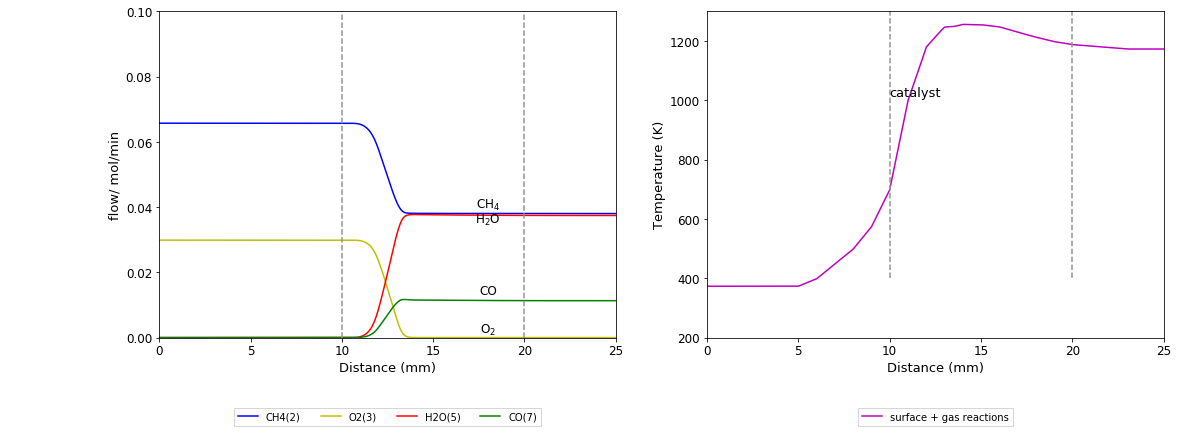 0.10
0.08
0.06
0.04
0.02
0.00
flow/ mol/min
CH₄
H₂O
CO
O₂
0 5 10 15 20 25
Distance (mm)
CH4(2) O2(3) H2O(5) CO(7)
1200
1000
800
600
400
200
Temperature (K)
catalyst
0 5 10 15 20 25
Distance (mm)
surface + gas reactions